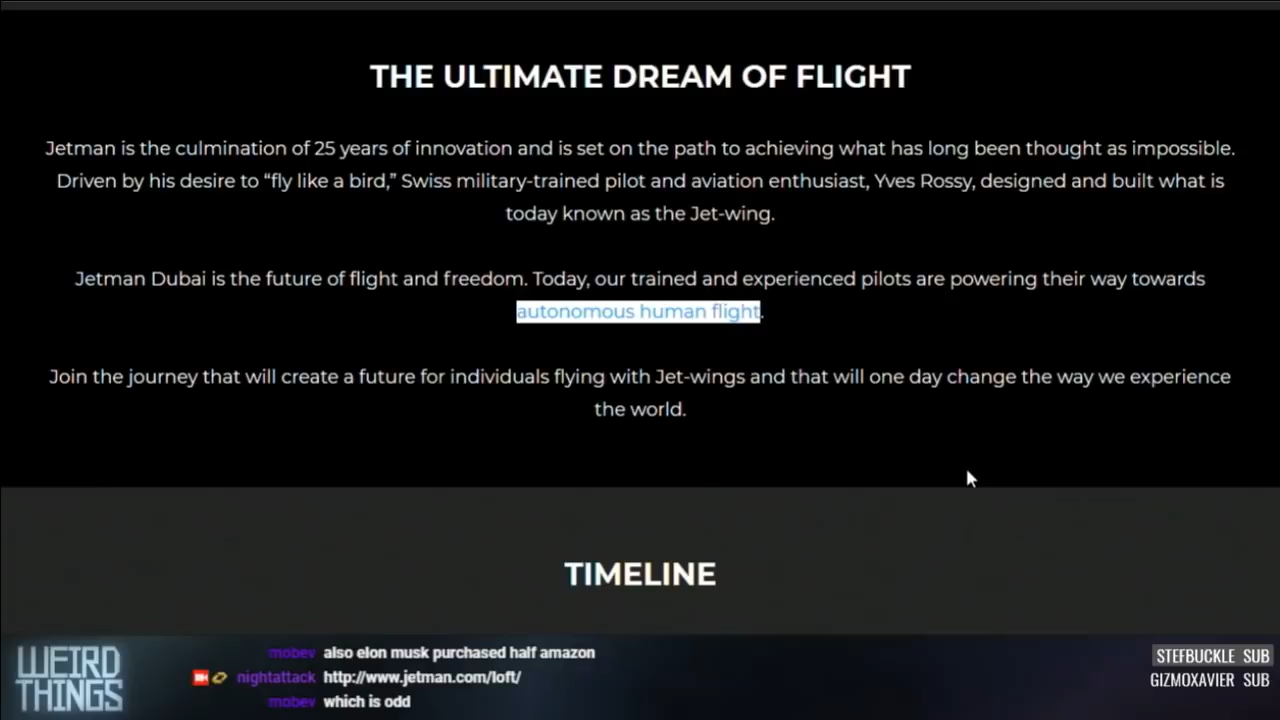 THE ULTIMATE DREAM OF FLIGHT
Jetman is the culmination of 25 years of innovation and is set on the path to achieving what has long been thought as impossible.
Driven by his desire to “fly like a bird,” Swiss military-trained pilot and aviation enthusiast, Yves Rossy, designed and built what is
today known as the Jet-wing.
Jetman Dubai is the future of flight and freedom. Today, our trained and experienced pilots are powering their way towards
autonomous human flight.
Join the journey that will create a future for individuals flying with Jet-wings and that will one day change the way we experience
the world.
TIMELINE
WEIRD
THINGS
mobev also elon musk purchased half amazon
nightattack http://www.jetman.com/loft/
mobev which is odd
STEFBUCKLE SUB
GIZMOXAVIER SUB